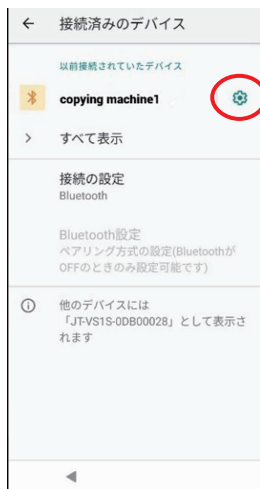 接続済みのデバイス
以前接続されていたデバイス
copying machine1
すべて表示
接続の設定
Bluetooth
Bluetooth設定
ペアリング方式の設定(Bluetoothが
OFFのときのみ設定可能です)
他のデバイスには
「JT-VS1S-0DB00028」として表示さ
れます